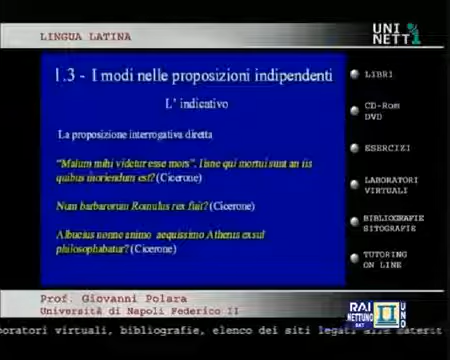 LINGUA LATINA
UNI
NETT
1.3 - I modi nelle proposizioni indipendenti
L' indicativo
La proposizione interrogativa diretta
"Malum mihi videtur esse mors". Iisne qui mortui sunt an iis
quibus moriendum est? (Cicerone)
Num barbarorum Romulus rex fuit? (Cicerone)
Albucius nonne animo aequissimo Athenis exsul
philosophabatur? (Cicerone)
LIBRI
CD-Rom
DVD
ESERCIZI
LABORATORI
VIRTUALI
BIBLIOGRAFIE
SITOGRAFIE
TUTORING
ON LINE
Prof. Giovanni Polara
Università di Napoli Federico II
RAI
NETTUNO
SAT
UNO
oratori virtuali, bibliografie, elenco dei siti legati alle materie